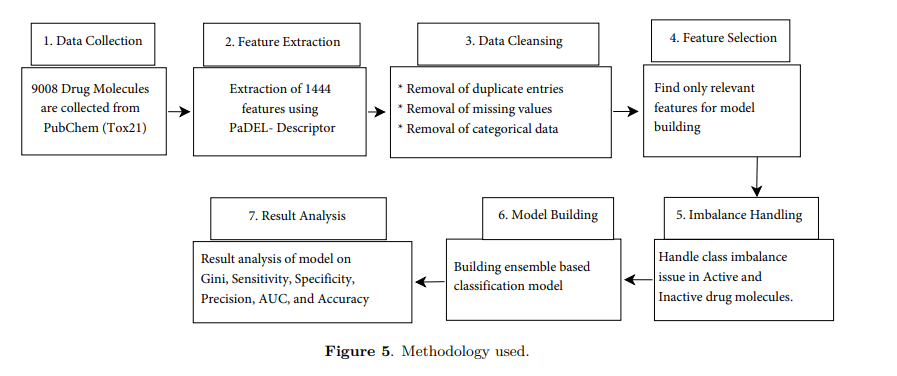 1. Data Collection
9008 Drug Molecules
are collected from
PubChem (Tox21)
2. Feature Extraction
Extraction of 1444
features using
PaDEL- Descriptor
3. Data Cleansing
* Removal of duplicate entries
* Removal of missing values
* Removal of categorical data
4. Feature Selection
Find only relevant
features for model
building
5. Imbalance Handling
Handle class imbalance
issue in Active and
Inactive drug molecules.
6. Model Building
Building ensemble based
classification model
7. Result Analysis
Result analysis of model on
Gini, Sensitivity, Specificity,
Precision, AUC, and Accuracy
Figure 5. Methodology used.